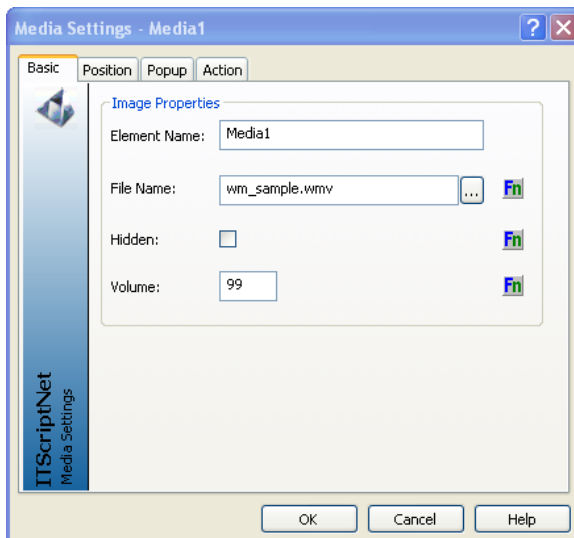 Media Settings - Media1
Basic Position Popup Action
Image Properties
Element Name: Media1
File Name: wm_sample.wmv ... Fn
Hidden: Fn
Volume: 99 Fn
ITScriptNet
Media Settings
OK Cancel Help